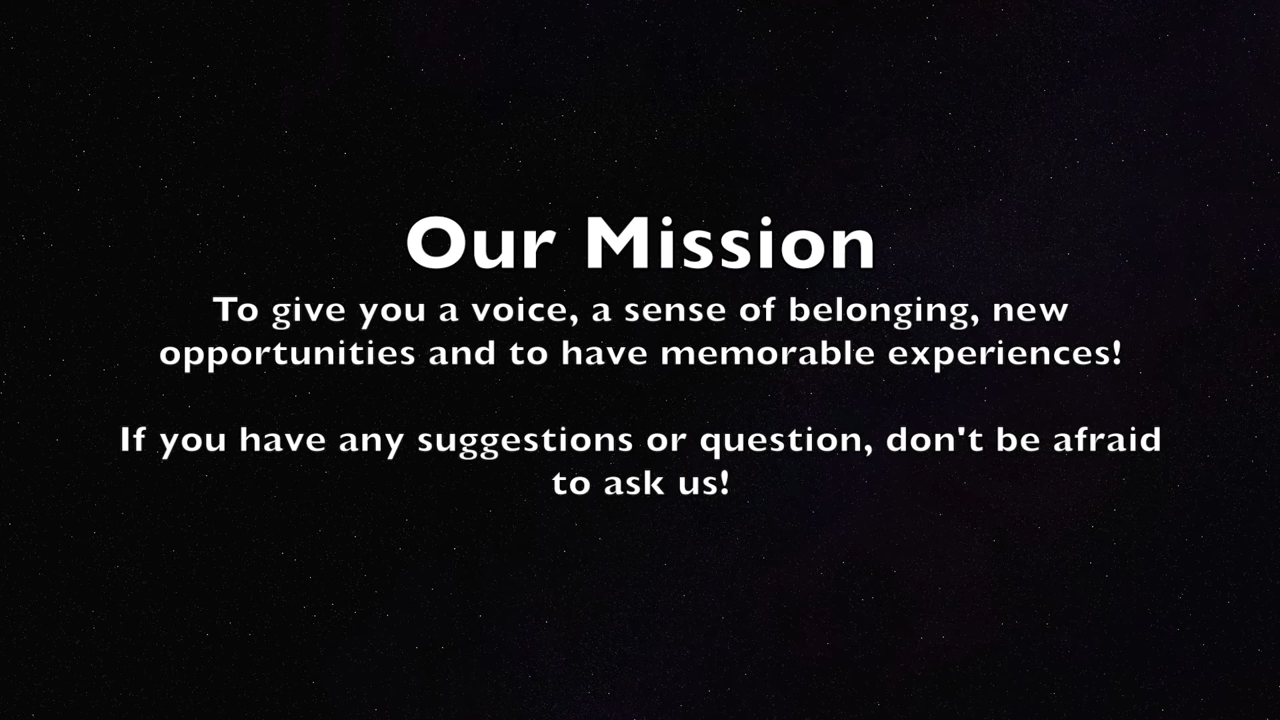 Our Mission
To give you a voice, a sense of belonging, new
opportunities and to have memorable experiences!
If you have any suggestions or question, don't be afraid
to ask us!